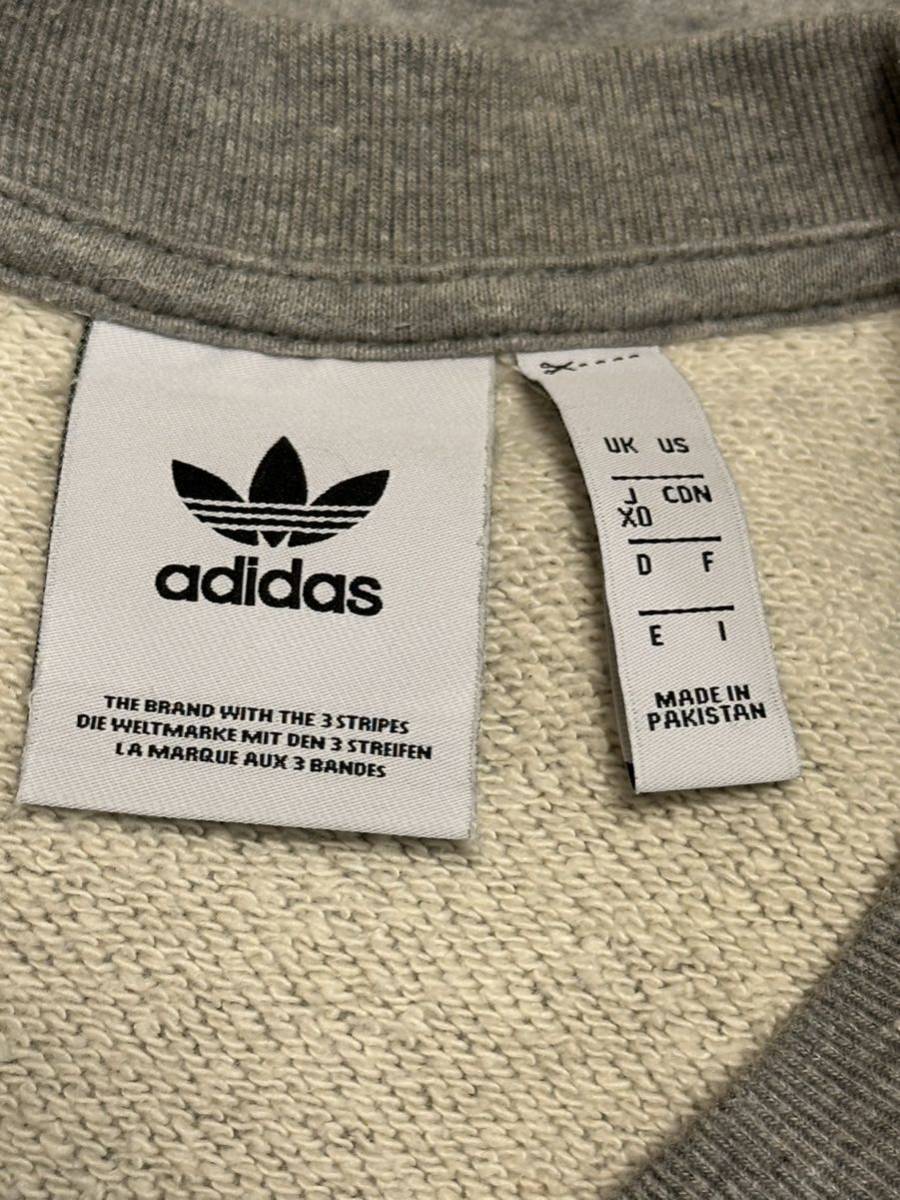 adidas
THE BRAND WITH THE 3 STRIPES
DIE WELTMARKE MIT DEN 3 STREIFEN
LA MARQUE AUX 3 BANDES
UK US
J CDN
XO
D F
E I
MADE IN
PAKISTAN